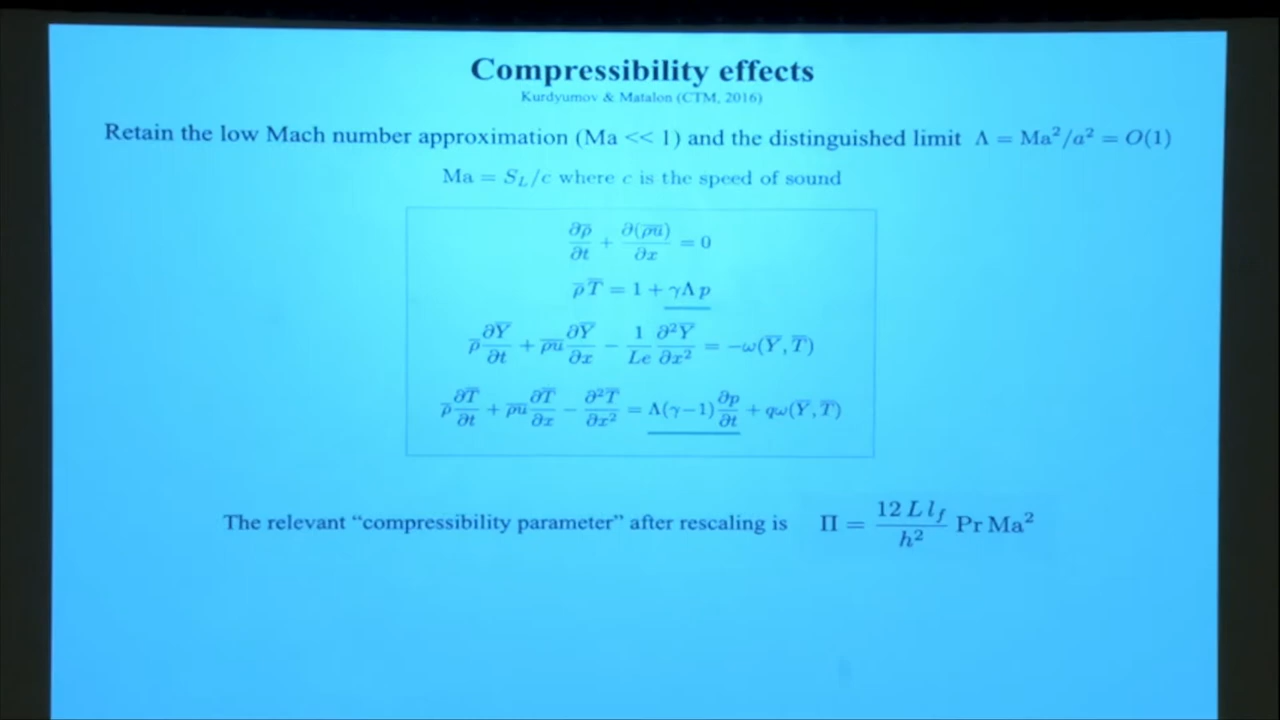 Compressibility effects
Kurdyumov & Matalon (CTM, 2016)
Retain the low Mach number approximation (Ma << 1) and the distinguished limit Λ = Ma²/a² = O(1)
Ma = S_L/c where c is the speed of sound
∂ρ̅/∂t + ∂(ρ̅u̅)/∂x = 0
ρ̅T̅ = 1 + γΛp
ρ̅ ∂Y̅/∂t + ρ̅u̅ ∂Y̅/∂x − 1/Le ∂²Y̅/∂x² = −ω(Y̅, T̅)
ρ̅ ∂T̅/∂t + ρ̅u̅ ∂T̅/∂x − ∂²T̅/∂x² = Λ(γ−1) ∂p/∂t + qω(Y̅, T̅)
The relevant “compressibility parameter” after rescaling is Π = 12 L l_f/h² Pr Ma²